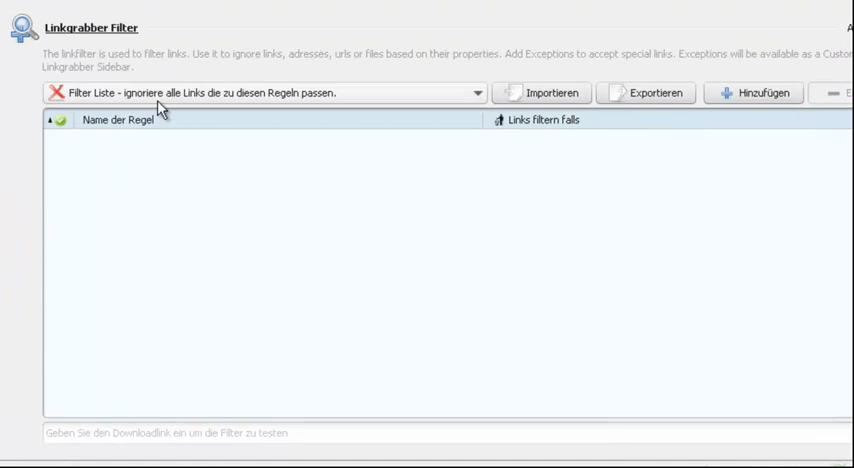 Linkgrabber Filter
The linkfilter is used to filter links. Use it to ignore links, adresses, urls or files based on their properties. Add Exceptions to accept special links. Exceptions will be available as a
Linkgrabber Sidebar.
Filter Liste - ignoriere alle Links die zu diesen Regeln passen. Importieren Exportieren Hinzufügen
Name der Regel Links filtern falls
Geben Sie den Downloadlink ein um die Filter zu testen